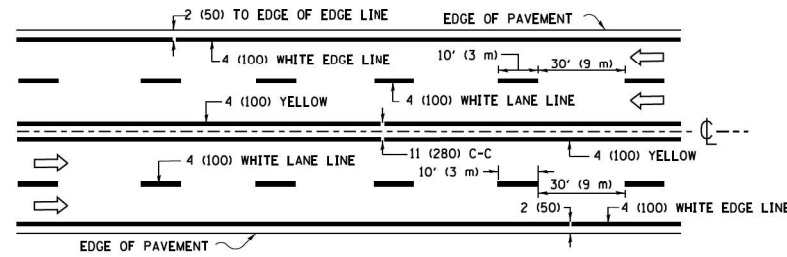 2 (50) TO EDGE OF EDGE LINE
EDGE OF PAVEMENT
4 (100) WHITE EDGE LINE
10' (3 m)
30' (9 m)
4 (100) YELLOW
4 (100) WHITE LANE LINE
℄
4 (100) WHITE LANE LINE
11 (280) C-C
4 (100) YELLOW
10' (3 m)
30' (9 m)
2 (50)
4 (100) WHITE EDGE LINE
EDGE OF PAVEMENT